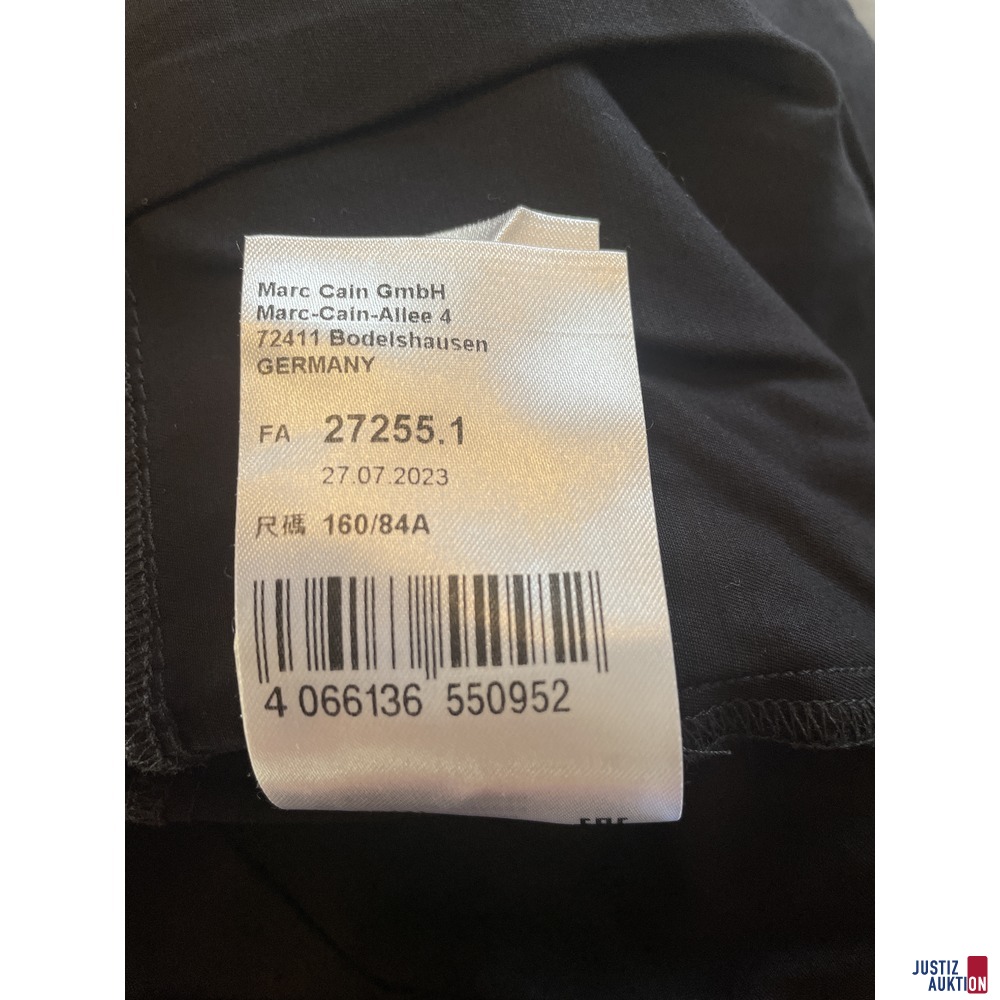 Marc Cain GmbH
Marc-Cain-Allee 4
72411 Bodelshausen
GERMANY
FA 27255.1
27.07.2023
尺碼 160/84A
4 066136 550952
JUSTIZ
AUKTION